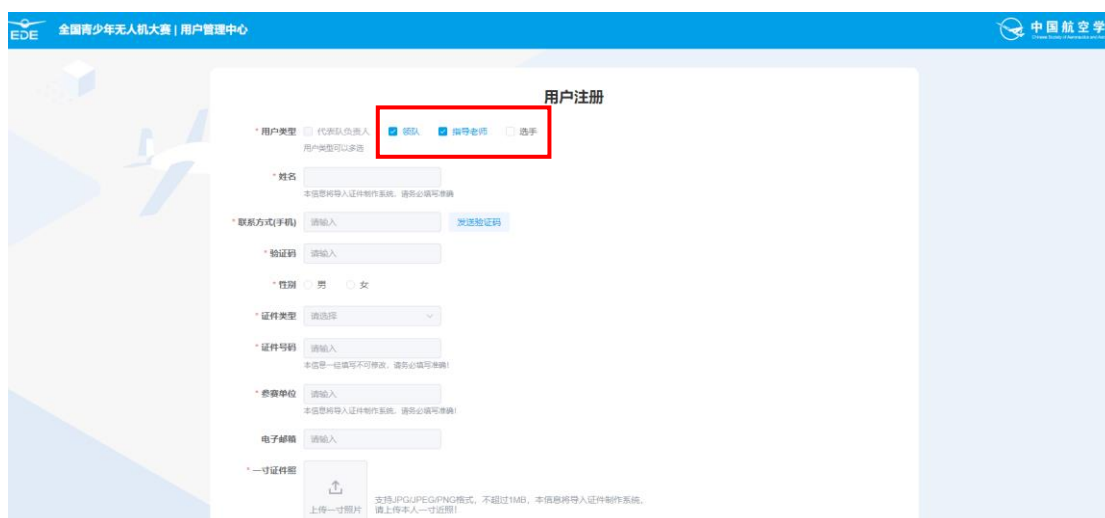 EDE 全国青少年无人机大赛 | 用户管理中心
中国航空学
用户注册
* 用户类型 代表队负责人 领队 指导老师 选手
用户类型可以多选
* 姓名
本信息将导入证件制作系统，请务必填写准确
* 联系方式(手机) 请输入 发送验证码
* 验证码 请输入
* 性别 男 女
* 证件类型 请选择
* 证件号码 请输入
本信息一经填写不可修改，请务必填写准确！
* 参赛单位 请输入
本信息将导入证件制作系统，请务必填写准确！
电子邮箱 请输入
* 一寸证件照
上传一寸照片
支持JPG/JPEG/PNG格式，不超过1MB，本信息将导入证件制作系统，
请上传本人一寸近照！